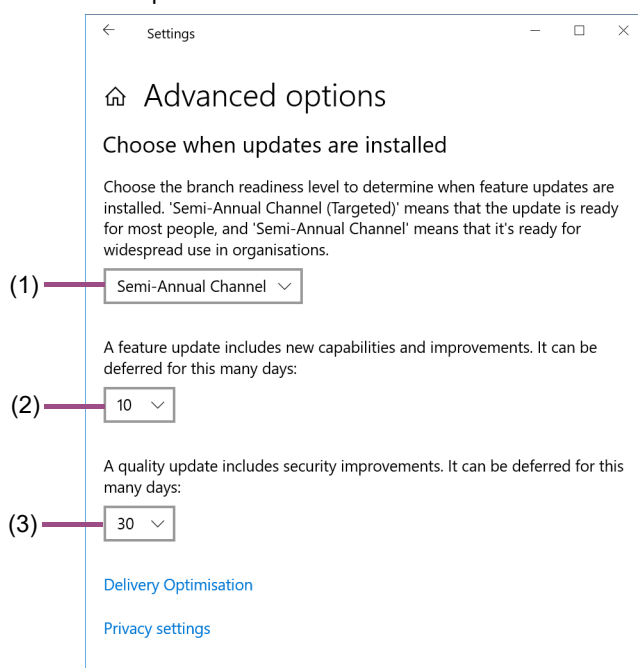 Settings
Advanced options
Choose when updates are installed
Choose the branch readiness level to determine when feature updates are
installed. 'Semi-Annual Channel (Targeted)' means that the update is ready
for most people, and 'Semi-Annual Channel' means that it's ready for
widespread use in organisations.
(1) Semi-Annual Channel
A feature update includes new capabilities and improvements. It can be
deferred for this many days:
(2) 10
A quality update includes security improvements. It can be deferred for this
many days:
(3) 30
Delivery Optimisation
Privacy settings